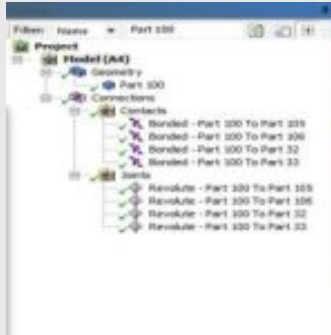 Filter: Name Part 100
Project
Model (A4)
Geometry
Part 100
Connections
Contacts
Bonded - Part 100 To Part 105
Bonded - Part 100 To Part 106
Bonded - Part 100 To Part 32
Bonded - Part 100 To Part 33
Joints
Revolute - Part 100 To Part 105
Revolute - Part 100 To Part 106
Revolute - Part 100 To Part 32
Revolute - Part 100 To Part 33